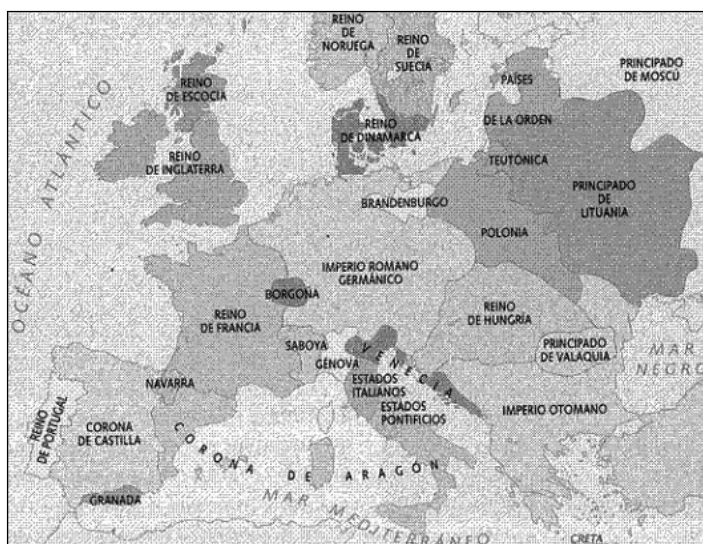 REINO
DE NORUEGA
REINO
DE SUECIA
PRINCIPADO
DE MOSCÚ
PAÍSES
DE LA ORDEN
TEUTÓNICA
REINO
DE ESCOCIA
REINO
DE DINAMARCA
REINO
DE INGLATERRA
OCÉANO ATLÁNTICO
BRANDENBURGO
PRINCIPADO
DE
LITUANIA
POLONIA
IMPERIO ROMANO
GERMÁNICO
BORGOÑA
REINO
DE FRANCIA
REINO
DE HUNGRÍA
SABOYA
GÉNOVA
VENECIA
PRINCIPADO
DE VALAQUIA
MAR
NEGRO
ESTADOS
ITALIANOS
ESTADOS
PONTIFICIOS
NAVARRA
IMPERIO OTOMANO
REINO
DE PORTUGAL
CORONA
DE CASTILLA
CORONA DE ARAGÓN
GRANADA
MAR MEDITERRÁNEO
CRETA